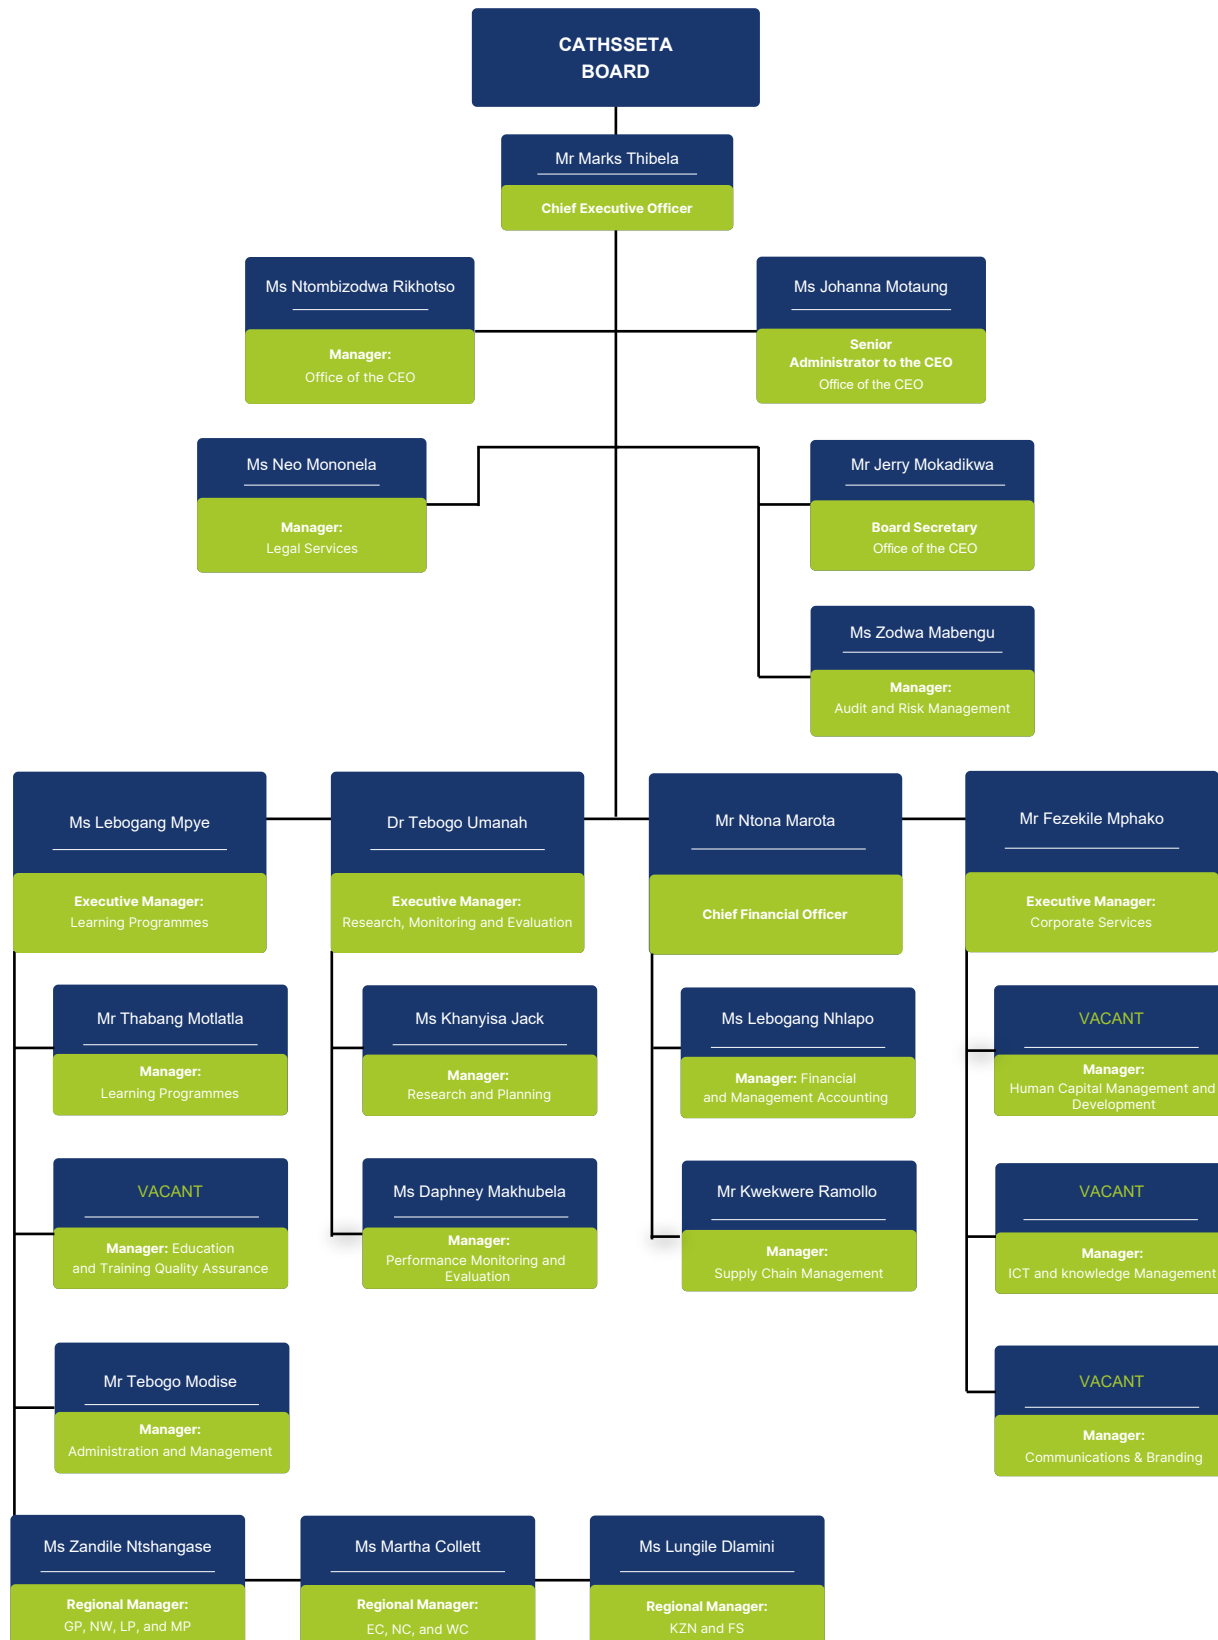 CATHSSETA
BOARD
Mr Marks Thibela
Chief Executive Officer
Ms Ntombizodwa Rikhotso
Manager:
Office of the CEO
Ms Johanna Motaung
Senior
Administrator to the CEO
Office of the CEO
Ms Neo Mononela
Manager:
Legal Services
Mr Jerry Mokadikwa
Board Secretary
Office of the CEO
Ms Zodwa Mabengu
Manager:
Audit and Risk Management
Ms Lebogang Mpye
Executive Manager:
Learning Programmes
Dr Tebogo Umanah
Executive Manager:
Research, Monitoring and Evaluation
Mr Ntona Marota
Chief Financial Officer
Mr Fezekile Mphako
Executive Manager:
Corporate Services
Mr Thabang Motlatla
Manager:
Learning Programmes
Ms Khanyisa Jack
Manager:
Research and Planning
Ms Lebogang Nhlapo
Manager: Financial
and Management Accounting
VACANT
Manager:
Human Capital Management and
Development
VACANT
Manager: Education
and Training Quality Assurance
Ms Daphney Makhubela
Manager:
Performance Monitoring and
Evaluation
Mr Kwekwere Ramollo
Manager:
Supply Chain Management
VACANT
Manager:
ICT and knowledge Management
Mr Tebogo Modise
Manager:
Administration and Management
VACANT
Manager:
Communications & Branding
Ms Zandile Ntshangase
Regional Manager:
GP, NW, LP, and MP
Ms Martha Collett
Regional Manager:
EC, NC, and WC
Ms Lungile Dlamini
Regional Manager:
KZN and FS